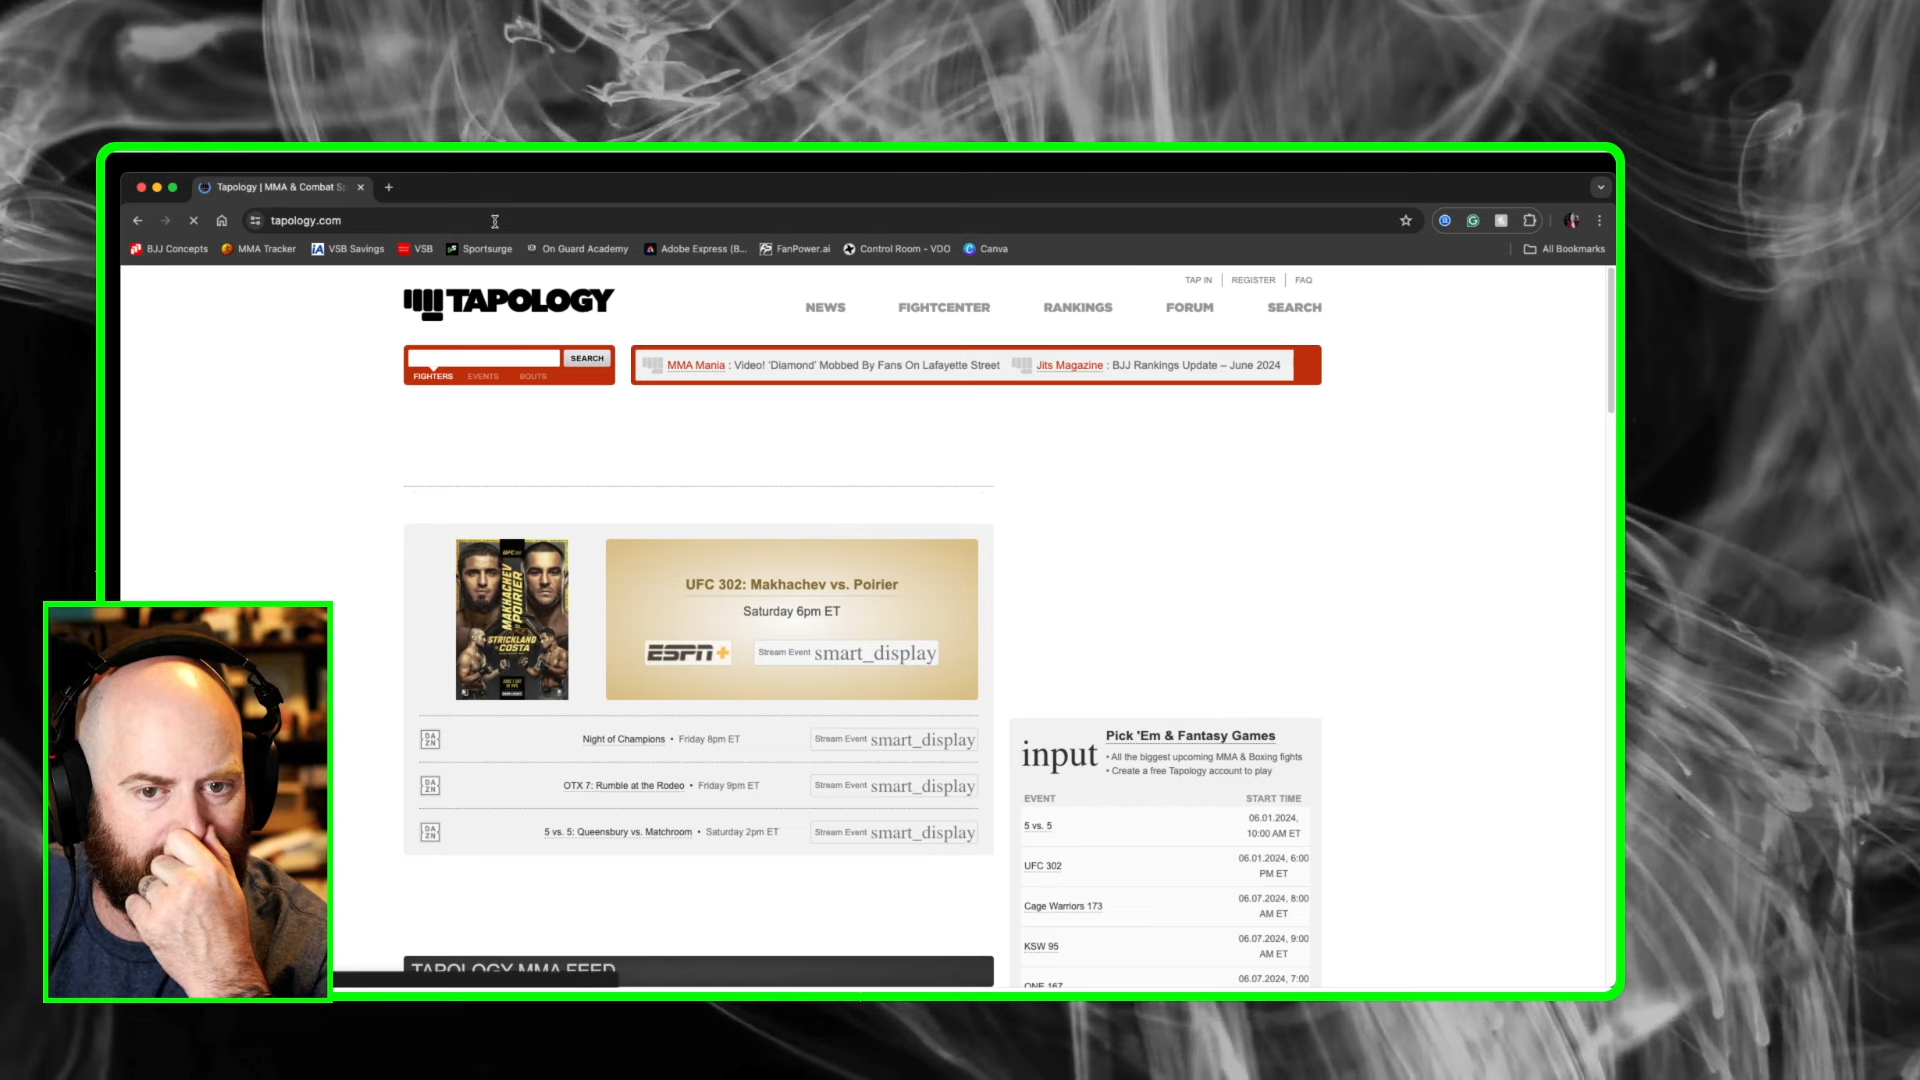 Tapology | MMA & Combat Sp
tapology.com
BJJ Concepts
MMA Tracker
VSB Savings
VSB
Sportsurge
On Guard Academy
Adobe Express (B...
FanPower.ai
Control Room - VDO
Canva
All Bookmarks
TAP IN
REGISTER
FAQ
TAPOLOGY
NEWS
FIGHTCENTER
RANKINGS
FORUM
SEARCH
SEARCH
FIGHTERS
EVENTS
BOUTS
MMA Mania : Video! 'Diamond' Mobbed By Fans On Lafayette Street
Jits Magazine : BJJ Rankings Update – June 2024
MAKHACHEV
POIRIER
STRICKLAND
COSTA
UFC 302: Makhachev vs. Poirier
Saturday 6pm ET
ESPN+
Stream Event smart_display
DAZN
Night of Champions • Friday 8pm ET
Stream Event smart_display
DAZN
OTX 7: Rumble at the Rodeo • Friday 9pm ET
Stream Event smart_display
DAZN
5 vs. 5: Queensbury vs. Matchroom • Saturday 2pm ET
Stream Event smart_display
TAPOLOGY MMA FEED
input
Pick 'Em & Fantasy Games
• All the biggest upcoming MMA & Boxing fights
• Create a free Tapology account to play
EVENT
START TIME
5 vs. 5
06.01.2024,
10:00 AM ET
UFC 302
06.01.2024, 6:00
PM ET
Cage Warriors 173
06.07.2024, 8:00
AM ET
KSW 95
06.07.2024, 9:00
AM ET
ONE 167
06.07.2024, 7:00